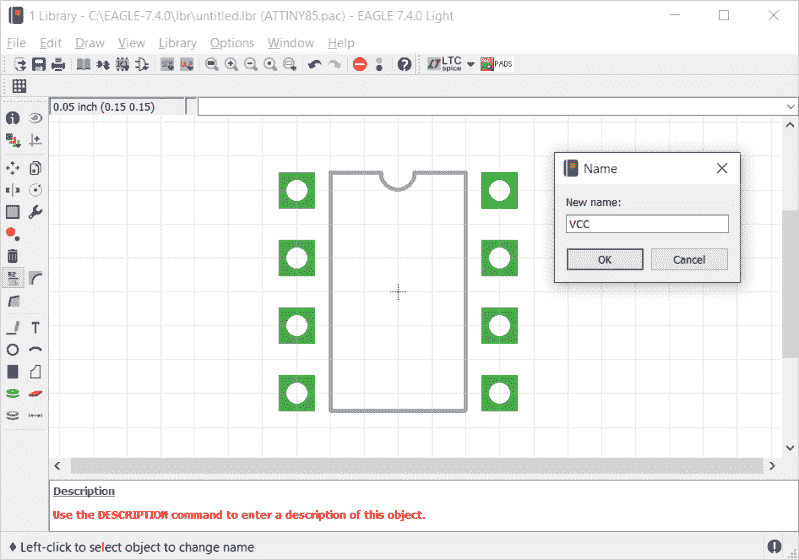 1 Library - C:\EAGLE-7.4.0\lbr\untitled.lbr (ATTINY85.pac) - EAGLE 7.4.0 Light
File Edit Draw View Library Options Window Help
LTC spice PADS
0.05 inch (0.15 0.15)
Name
New name:
VCC
OK Cancel
Description
Use the DESCRIPTION command to enter a description of this object.
Left-click to select object to change name